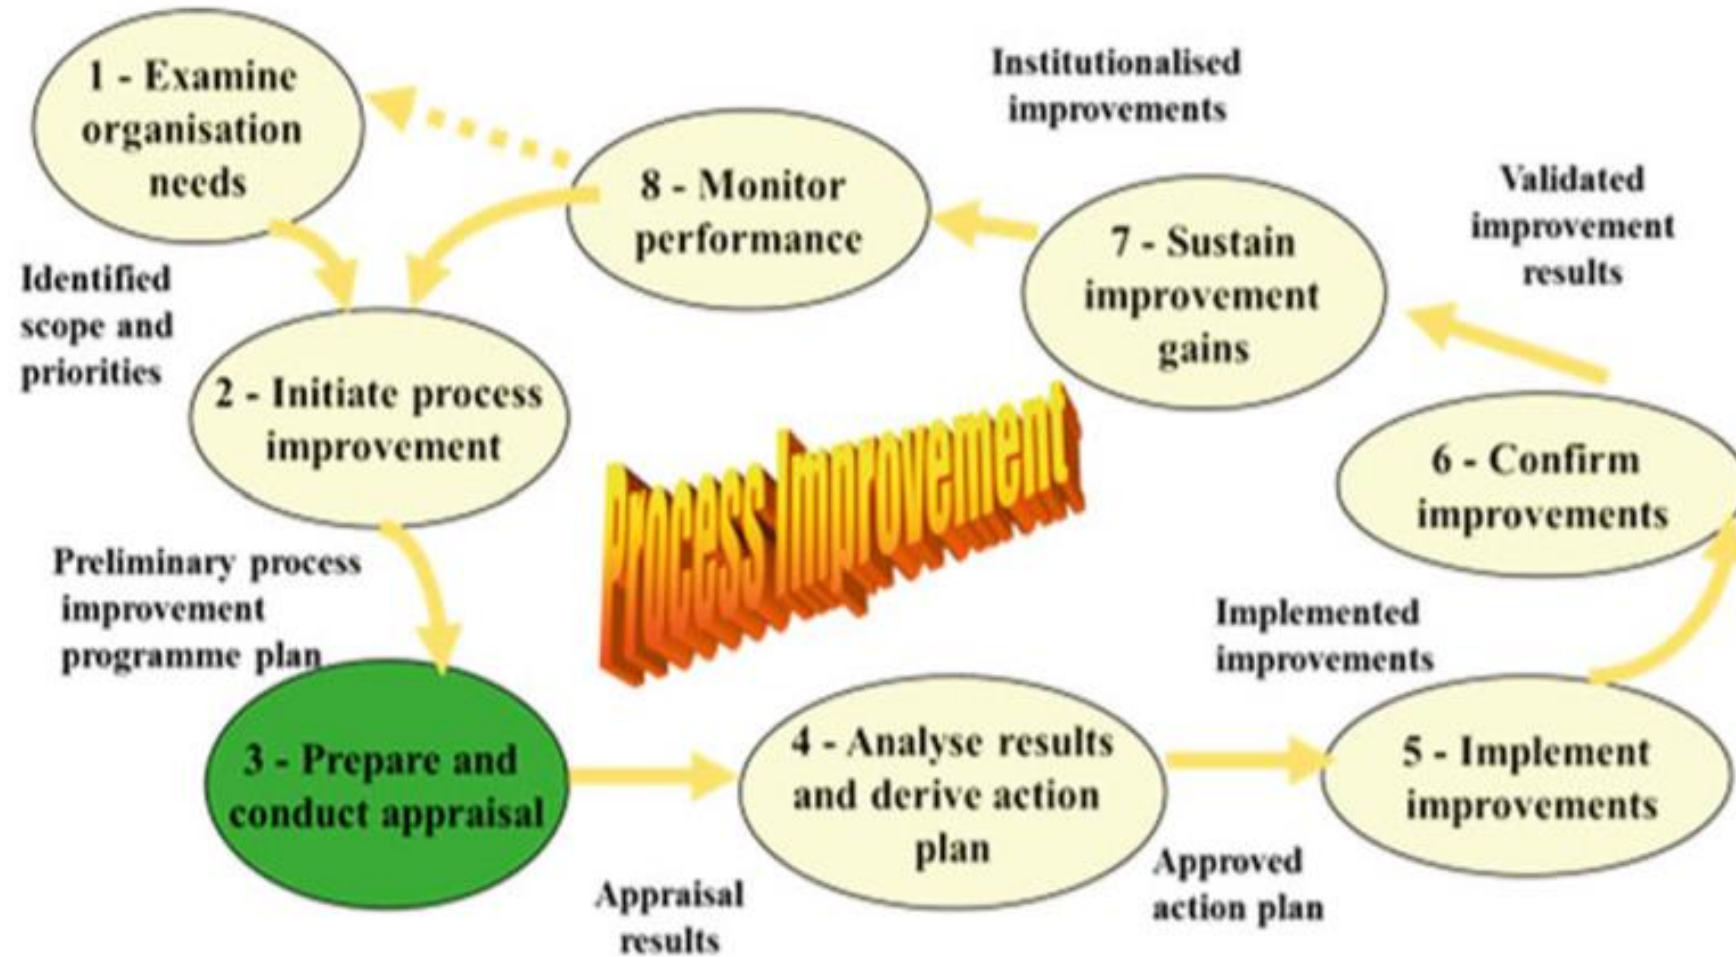 1 - Examine
organisation
needs
Identified
scope and
priorities
2 - Initiate process
improvement
Preliminary process
improvement
programme plan
3 - Prepare and
conduct appraisal
Appraisal
results
4 - Analyse results
and derive action
plan
Approved
action plan
5 - Implement
improvements
Implemented
improvements
6 - Confirm
improvements
Validated
improvement
results
7 - Sustain
improvement
gains
Institutionalised
improvements
8 - Monitor
performance
Process Improvement